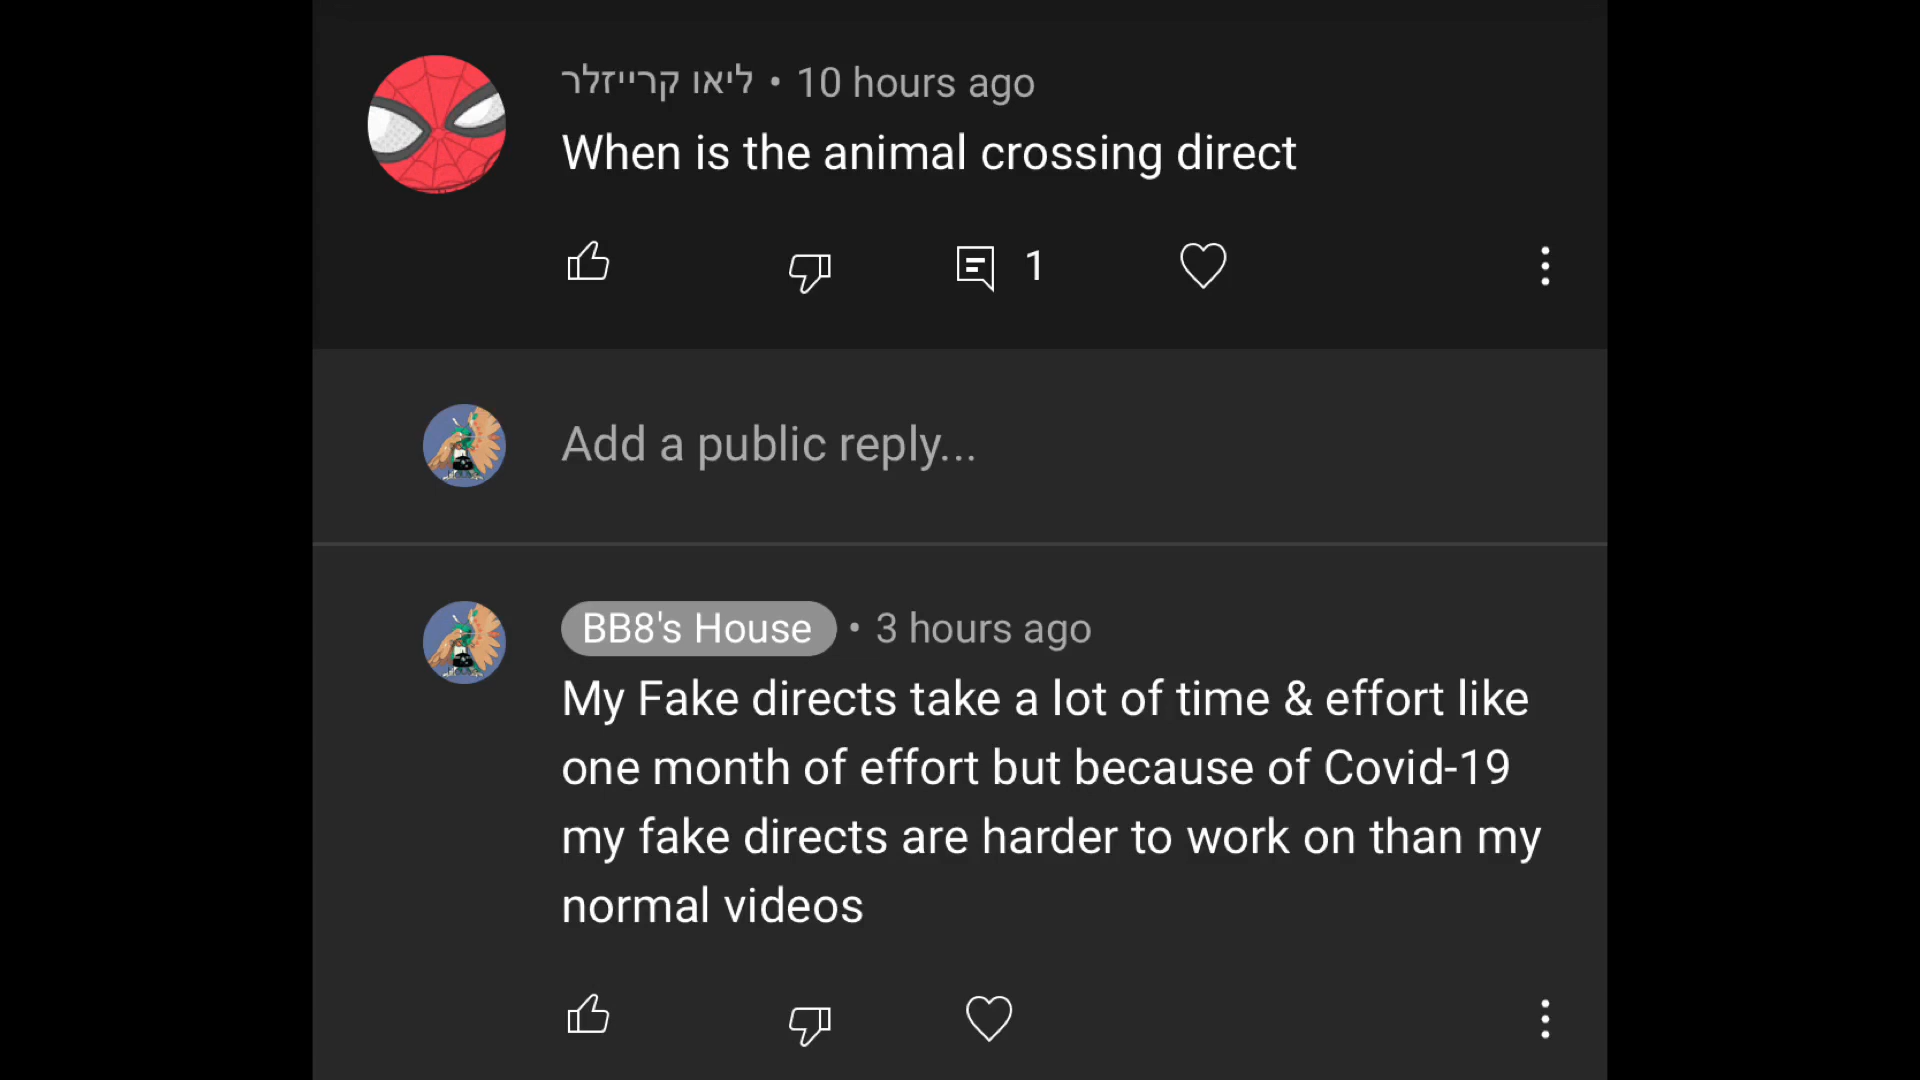 ליאו קרייזלר • 10 hours ago
When is the animal crossing direct
1
Add a public reply...
BB8's House • 3 hours ago
My Fake directs take a lot of time & effort like
one month of effort but because of Covid-19
my fake directs are harder to work on than my
normal videos